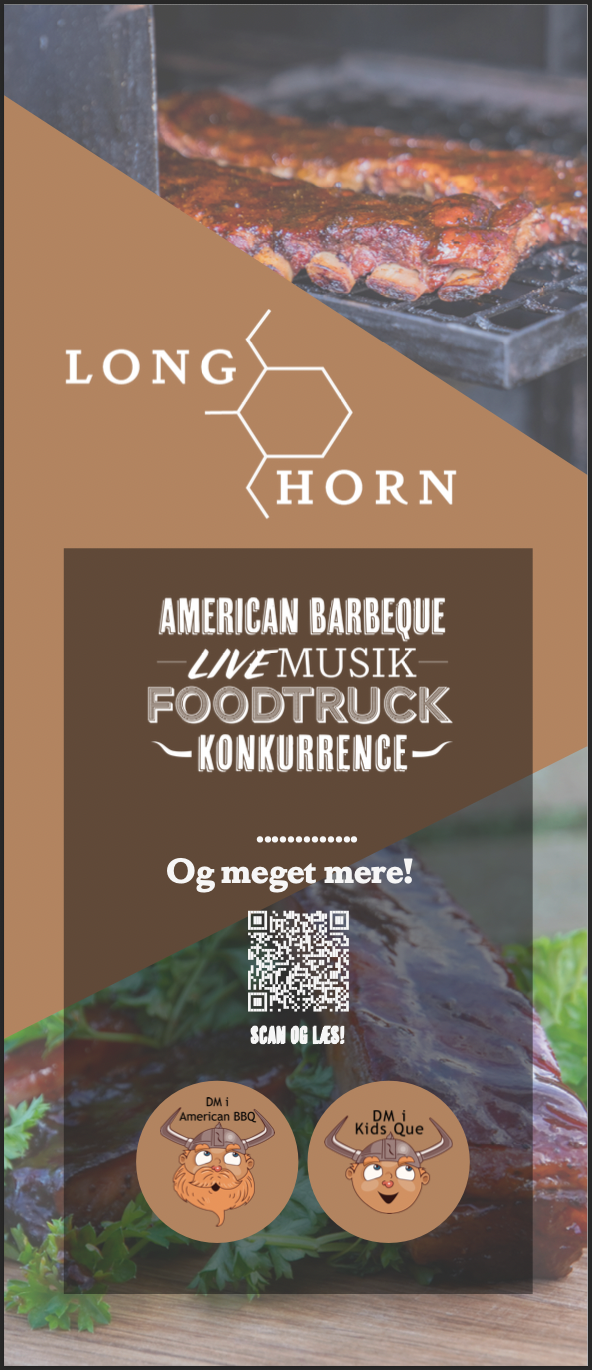 LONG
HORN
AMERICAN BARBEQUE
LIVE MUSIK
FOODTRUCK
KONKURRENCE
Og meget mere!
SCAN OG LÆS!
DM i
American BBQ
DM i
Kids Que